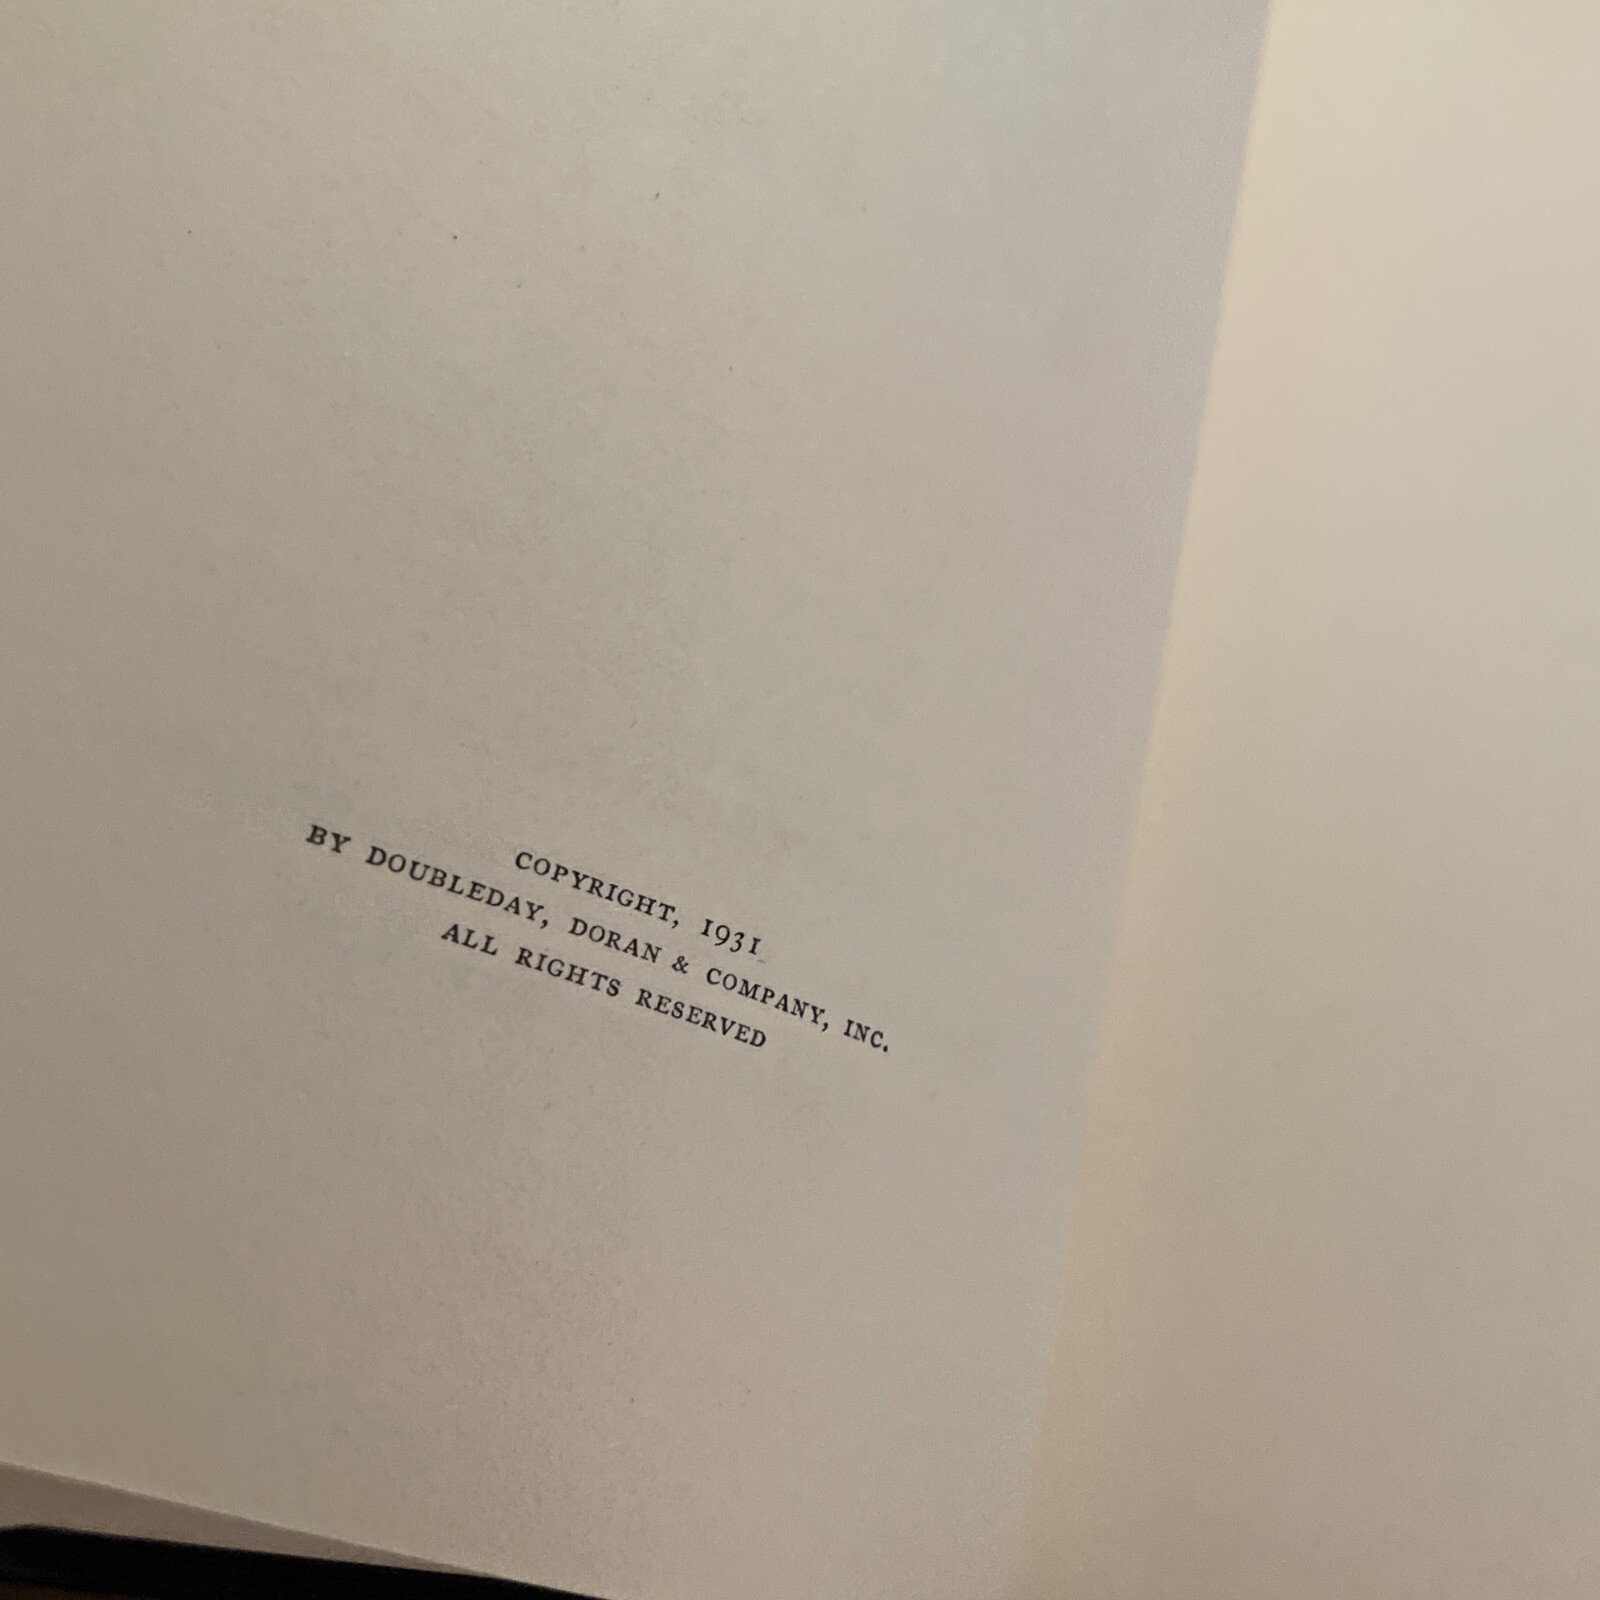 COPYRIGHT, 1931
BY DOUBLEDAY, DORAN & COMPANY, INC.
ALL RIGHTS RESERVED